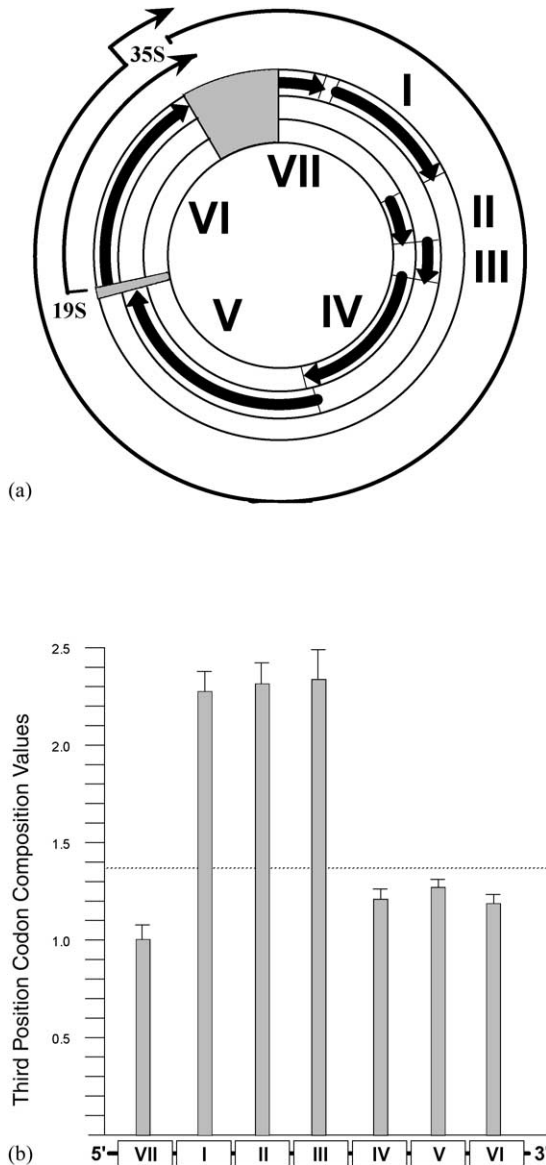 35S
I
VII
II
VI
III
V
IV
19S
(a)
2.5
2.0
1.5
1.0
0.5
Third Position Codon Composition Values
(b) 5' VII I II III IV V VI 3'